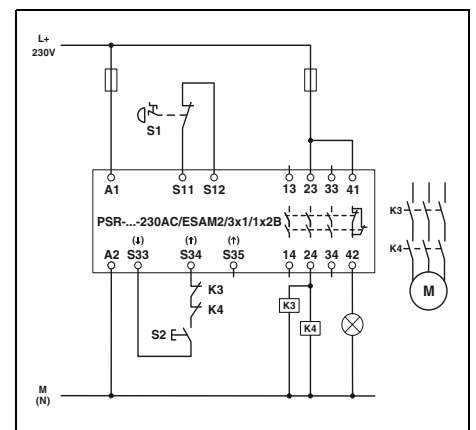 L+
230V
S1
A1 S11 S12 13 23 33 41
PSR-...-230AC/ESAM2/3x1/1x2B
(↓) (↑) (↑)
A2 S33 S34 S35 14 24 34 42
K3
K4
S2
K3
K4
K3
K4
M
M
(N)